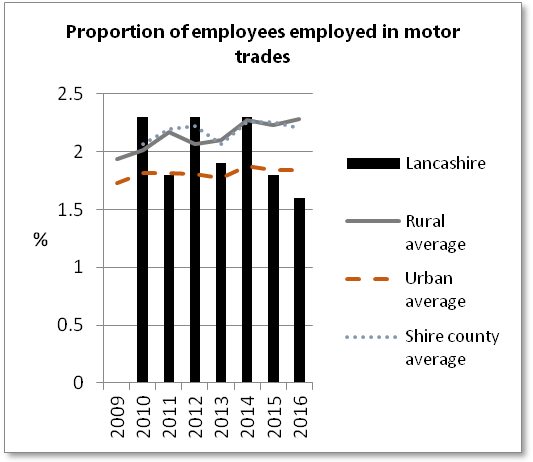 Proportion of employees employed in motor
trades
2.5
2
1.5
1
0.5
0
%
2009
2010
2011
2012
2013
2014
2015
2016
Lancashire
Rural
average
Urban
average
Shire county
average